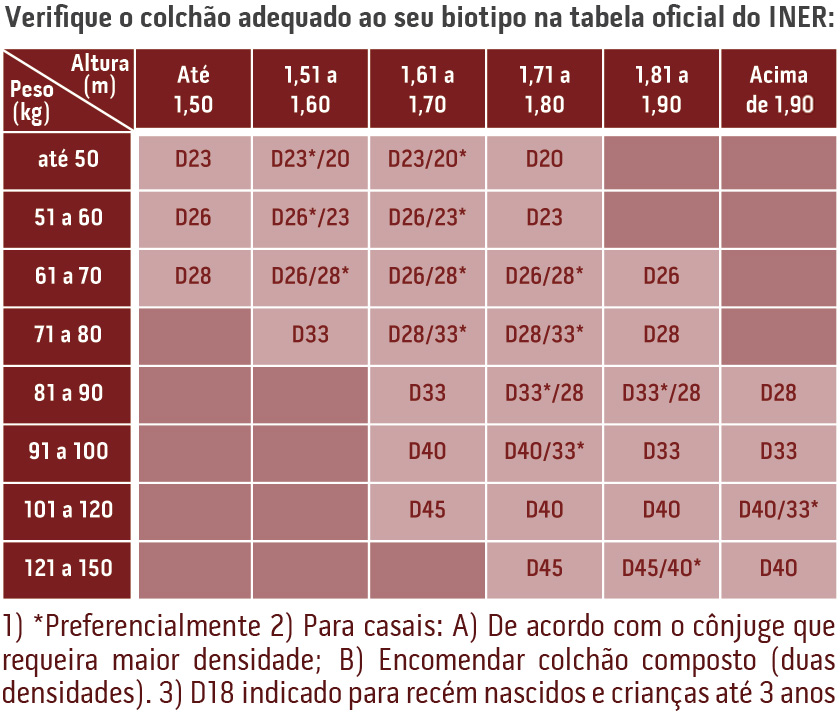 Verifique o colchão adequado ao seu biotipo na tabela oficial do INER:
Altura (m) Peso (kg) Até 1,50 1,51 a 1,60 1,61 a 1,70 1,71 a 1,80 1,81 a 1,90 Acima de 1,90
até 50 D23 D23*/20 D23/20* D20
51 a 60 D26 D26*/23 D26/23* D23
61 a 70 D28 D26/28* D26/28* D26/28* D26
71 a 80 D33 D28/33* D28/33* D28
81 a 90 D33 D33*/28 D33*/28 D28
91 a 100 D40 D40/33* D33 D33
101 a 120 D45 D40 D40 D40/33*
121 a 150 D45 D45/40* D40
1) *Preferencialmente 2) Para casais: A) De acordo com o cônjuge que
requeira maior densidade; B) Encomendar colchão composto (duas
densidades). 3) D18 indicado para recém nascidos e crianças até 3 anos